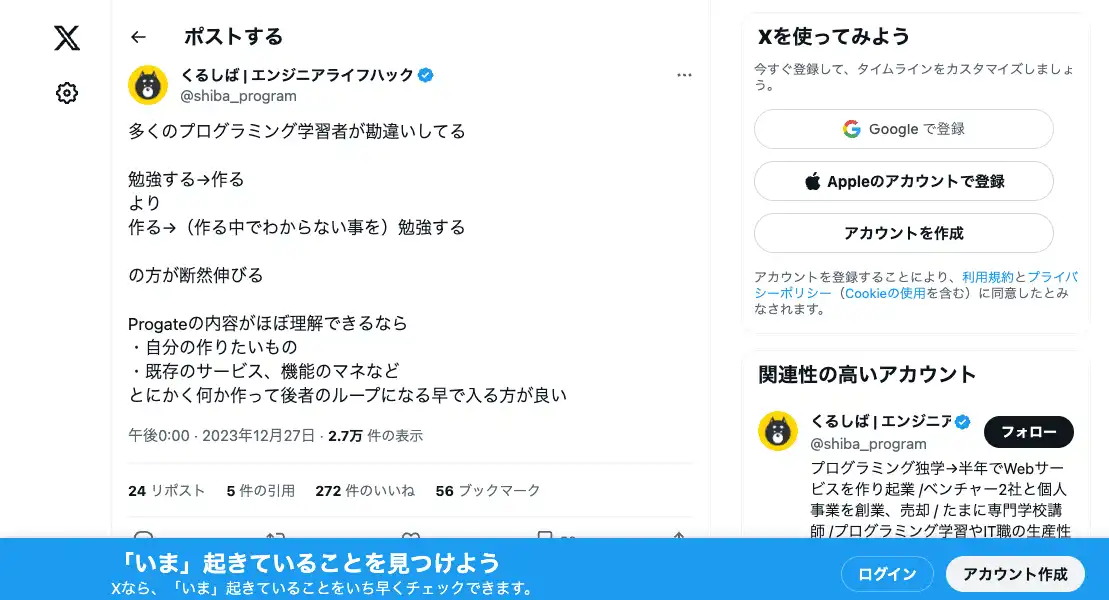 ポストする
くるしば | エンジニアライフハック
@shiba_program
多くのプログラミング学習者が勘違いしてる
勉強する→作る
より
作る→（作る中でわからない事を）勉強する
の方が断然伸びる
Progateの内容がほぼ理解できるなら
・自分の作りたいもの
・既存のサービス、機能のマネなど
とにかく何か作って後者のループになる早で入る方が良い
午後0:00 · 2023年12月27日 · 2.7万 件の表示
24 リポスト 5 件の引用 272 件のいいね 56 ブックマーク
Xを使ってみよう
今すぐ登録して、タイムラインをカスタマイズしましょ
う。
Google で登録
Appleのアカウントで登録
アカウントを作成
アカウントを登録することにより、利用規約とプライバ
シーポリシー（Cookieの使用を含む）に同意したとみ
なされます。
関連性の高いアカウント
くるしば | エンジニア
@shiba_program
フォロー
プログラミング独学→半年でWebサー
ビスを作り起業 /ベンチャー2社と個人
事業を創業、売却 / たまに専門学校講
師 /プログラミング学習やIT職の生産性
「いま」起きていることを見つけよう
Xなら、「いま」起きていることをいち早くチェックできます。
ログイン
アカウント作成